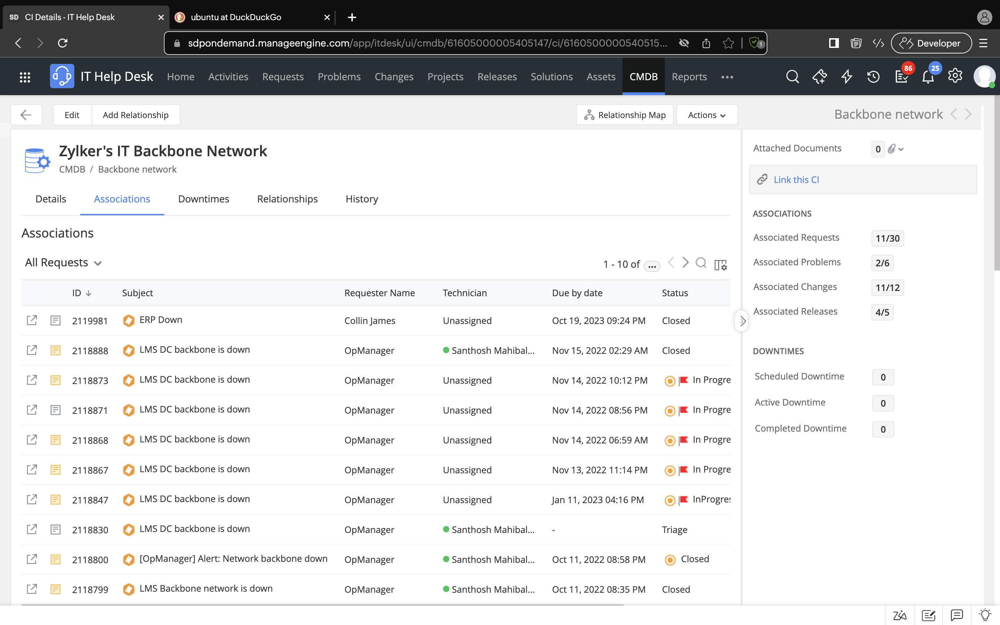 SD CI Details - IT Help Desk
ubuntu at DuckDuckGo
sdpondemand.manageengine.com/app/itdesk/ui/cmdb/61605000005405147/ci/6160500000540515...
1
Developer
IT Help Desk
Home
Activities
Requests
Problems
Changes
Projects
Releases
Solutions
Assets
CMDB
Reports
86
25
Edit
Add Relationship
Relationship Map
Actions
Backbone network
Zylker's IT Backbone Network
CMDB / Backbone network
Details
Associations
Downtimes
Relationships
History
Associations
All Requests
1 - 10 of ...
ID Subject Requester Name Technician Due by date Status
2119981 ERP Down Collin James Unassigned Oct 19, 2023 09:24 PM Closed
2118888 LMS DC backbone is down OpManager Santhosh Mahibal... Nov 15, 2022 02:29 AM Closed
2118873 LMS DC backbone is down OpManager Unassigned Nov 14, 2022 10:12 PM In Progre
2118871 LMS DC backbone is down OpManager Unassigned Nov 14, 2022 08:56 PM In Progre
2118868 LMS DC backbone is down OpManager Unassigned Nov 14, 2022 06:59 AM In Progre
2118867 LMS DC backbone is down OpManager Unassigned Nov 13, 2022 11:14 PM In Progre
2118847 LMS DC backbone is down OpManager Unassigned Jan 11, 2023 04:16 PM InProgres
2118830 LMS DC backbone is down OpManager Santhosh Mahibal... - Triage
2118800 [OpManager] Alert: Network backbone down OpManager Santhosh Mahibal... Oct 11, 2022 08:58 PM Closed
2118799 LMS Backbone network is down OpManager Santhosh Mahibal... Oct 11, 2022 08:35 PM Closed
Attached Documents 0
Link this CI
ASSOCIATIONS
Associated Requests 11/30
Associated Problems 2/6
Associated Changes 11/12
Associated Releases 4/5
DOWNTIMES
Scheduled Downtime 0
Active Downtime 0
Completed Downtime 0
Zia